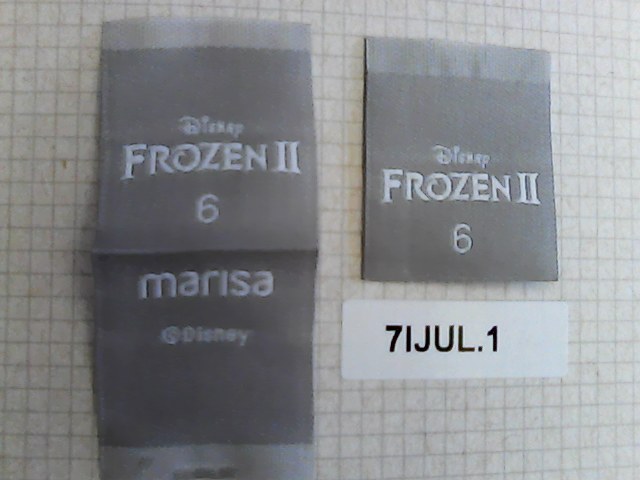 Disney
FROZEN II
6
marisa
©Disney
Disney
FROZEN II
6
7IJUL.1